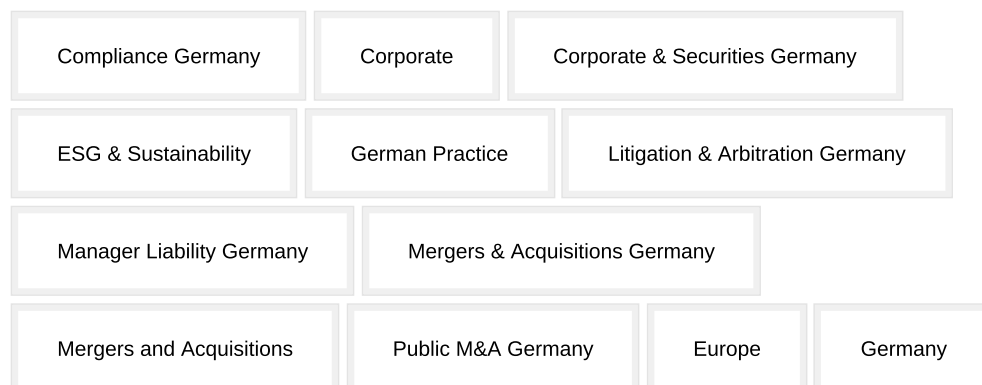 Compliance Germany Corporate Corporate & Securities Germany
ESG & Sustainability German Practice Litigation & Arbitration Germany
Manager Liability Germany Mergers & Acquisitions Germany
Mergers and Acquisitions Public M&A Germany Europe Germany